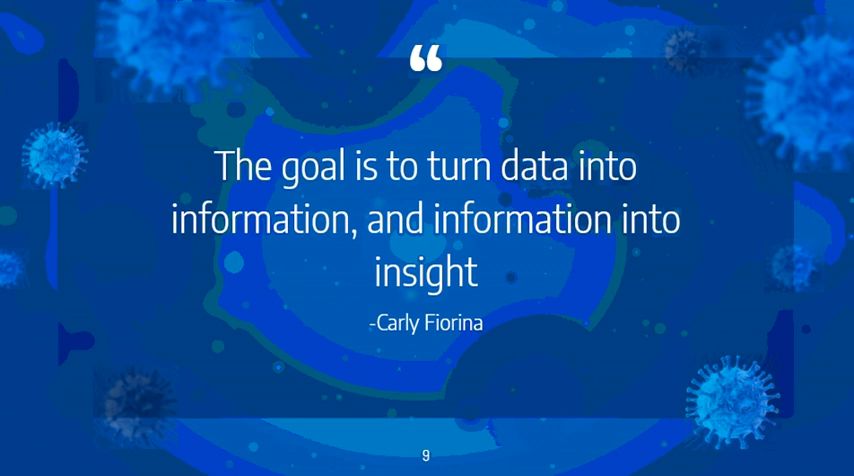 “
The goal is to turn data into
information, and information into
insight
-Carly Fiorina
9